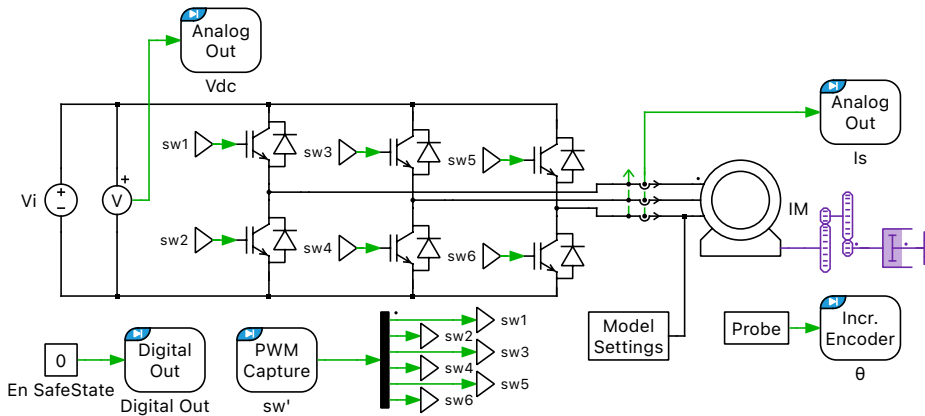 Analog
Out
Vdc
Vi
+
V
+
−
sw1
sw3
sw5
sw2
sw4
sw6
Analog
Out
Is
IM
0
En SafeState
Digital
Out
Digital Out
PWM
Capture
sw'
sw1
sw2
sw3
sw4
sw5
sw6
Model
Settings
Probe
Incr.
Encoder
θ